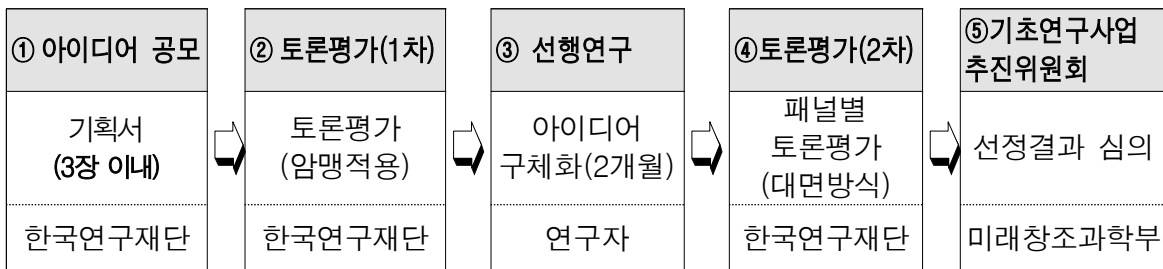 ① 아이디어 공모
기획서
(3장 이내)
한국연구재단
② 토론평가(1차)
토론평가
(암맹적용)
한국연구재단
③ 선행연구
아이디어
구체화(2개월)
연구자
④토론평가(2차)
패널별
토론평가
(대면방식)
한국연구재단
⑤기초연구사업
추진위원회
선정결과 심의
미래창조과학부